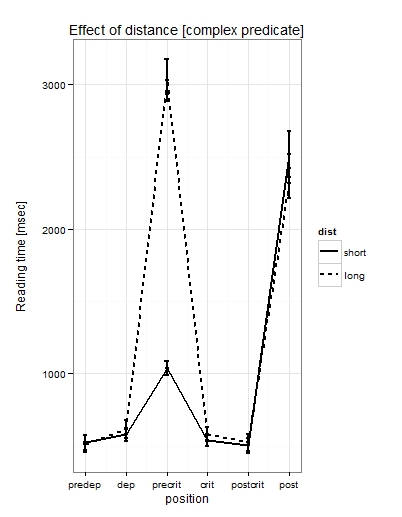 Effect of distance [complex predicate]
3000
2000
1000
Reading time [msec]
predep dep precrit crit postcrit post
position
dist
short
long